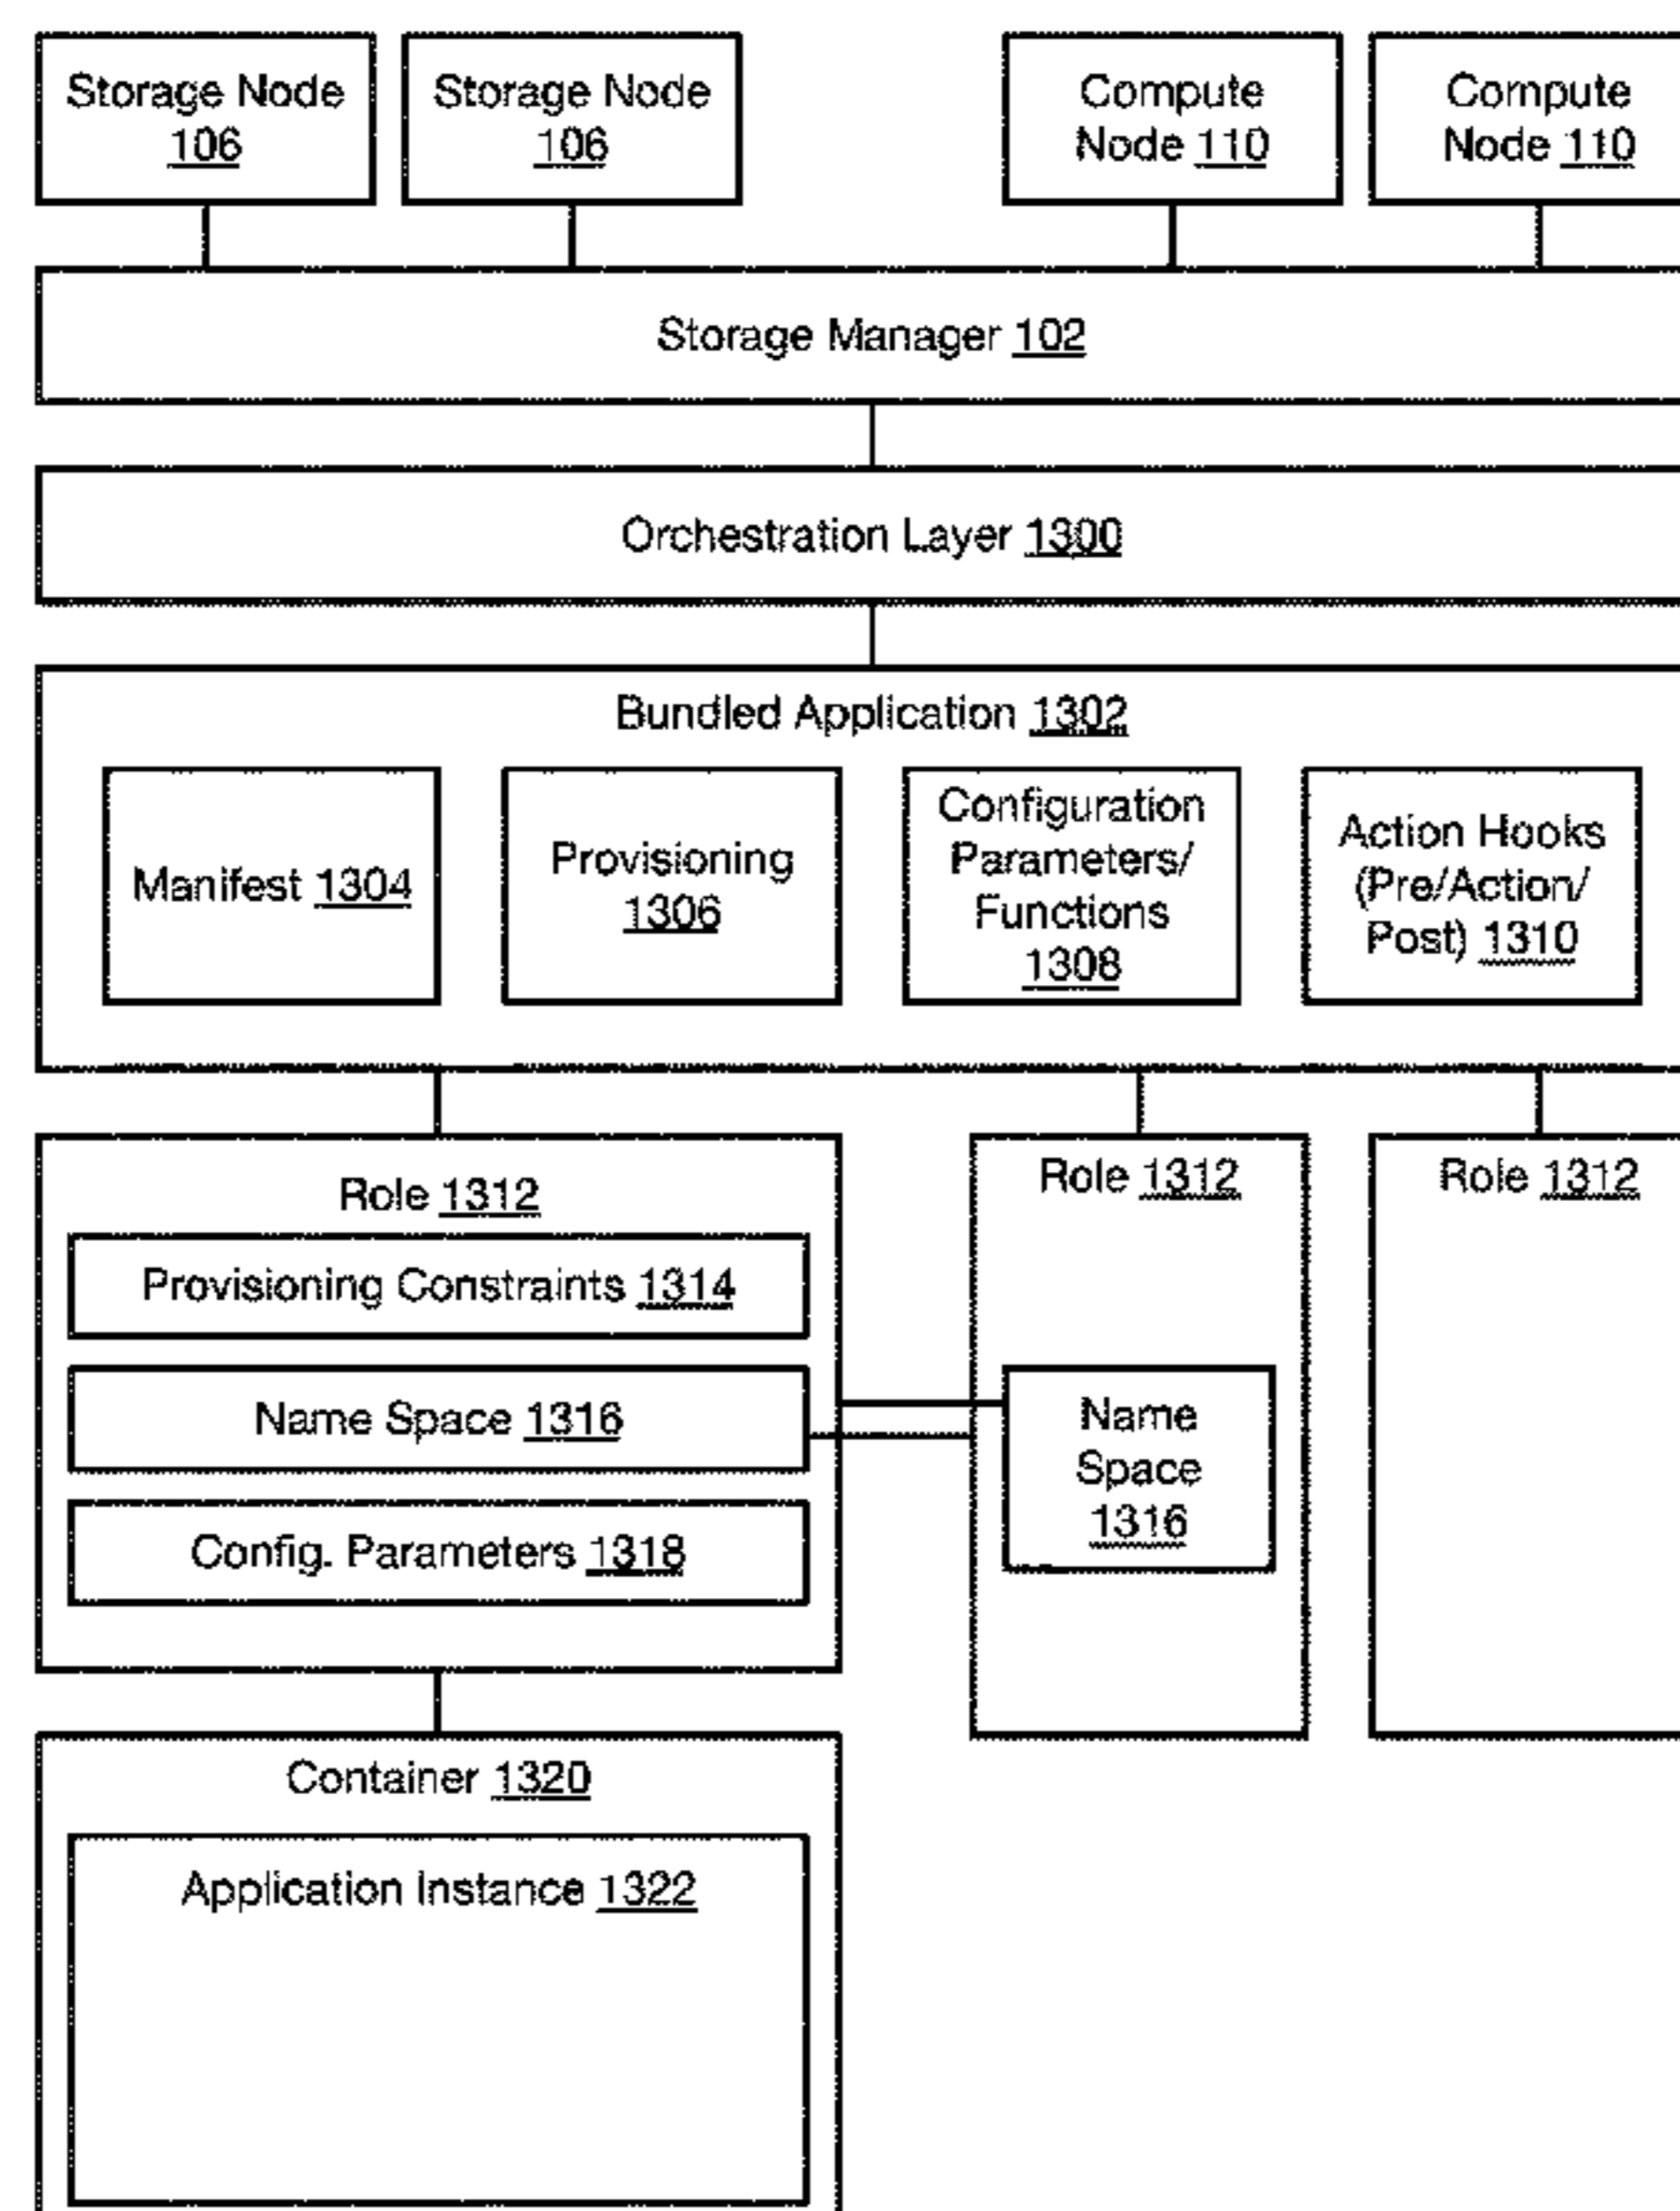 Storage Node
106
Storage Node
106
Compute
Node 110
Compute
Node 110
Storage Manager 102
Orchestration Layer 1300
Bundled Application 1302
Manifest 1304
Provisioning
1306
Configuration
Parameters/
Functions
1308
Action Hooks
(Pre/Action/
Post) 1310
Role 1312
Provisioning Constraints 1314
Name Space 1316
Config. Parameters 1318
Role 1312
Name
Space
1316
Role 1312
Container 1320
Application Instance 1322